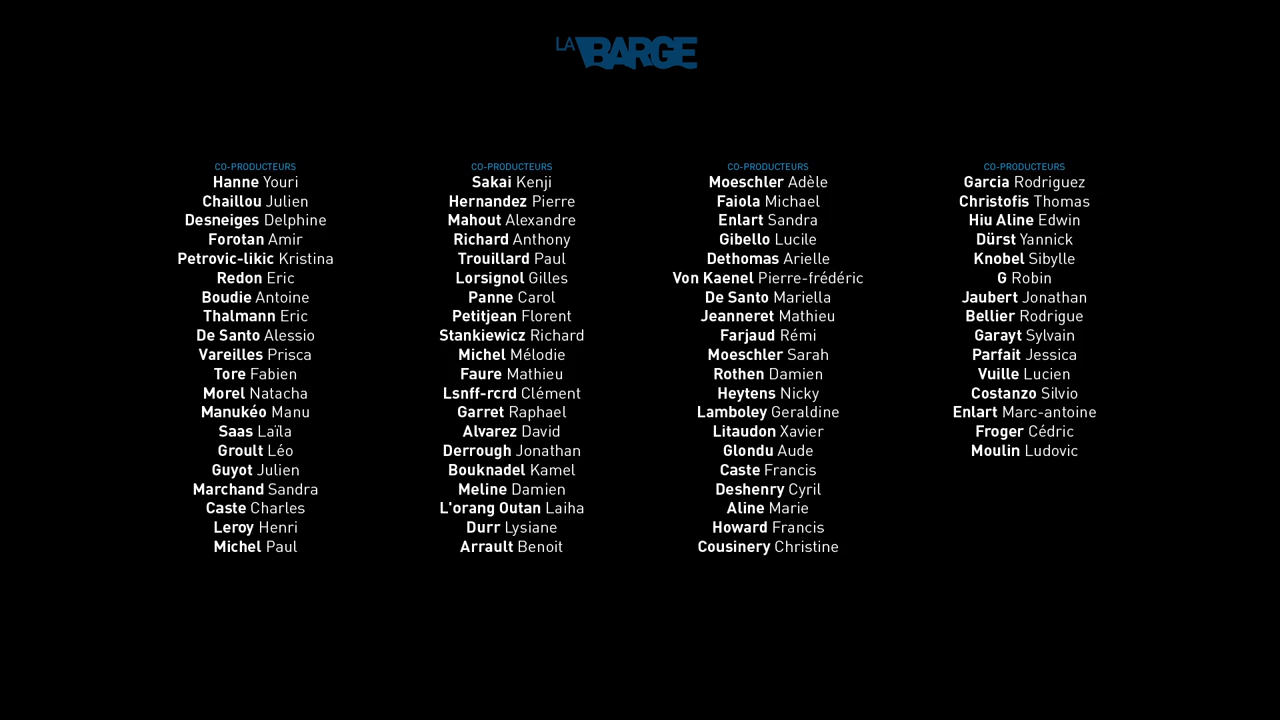 LA BARGE
CO-PRODUCTEURS
Hanne Youri
Chaillou Julien
Desneiges Delphine
Forotan Amir
Petrovic-likic Kristina
Redon Eric
Boudie Antoine
Thalmann Eric
De Santo Alessio
Vareilles Prisca
Tore Fabien
Morel Natacha
Manukéo Manu
Saas Laïla
Groult Léo
Guyot Julien
Marchand Sandra
Caste Charles
Leroy Henri
Michel Paul
CO-PRODUCTEURS
Sakai Kenji
Hernandez Pierre
Mahout Alexandre
Richard Anthony
Trouillard Paul
Lorsignol Gilles
Panne Carol
Petitjean Florent
Stankiewicz Richard
Michel Mélodie
Faure Mathieu
Lsnff-rcrd Clément
Garret Raphael
Alvarez David
Derrough Jonathan
Bouknadel Kamel
Meline Damien
L'orang Outan Laiha
Durr Lysiane
Arrault Benoit
CO-PRODUCTEURS
Moeschler Adèle
Faiola Michael
Enlart Sandra
Gibello Lucile
Dethomas Arielle
Von Kaenel Pierre-frédéric
De Santo Mariella
Jeanneret Mathieu
Farjaud Rémi
Moeschler Sarah
Rothen Damien
Heytens Nicky
Lamboley Geraldine
Litaudon Xavier
Glondu Aude
Caste Francis
Deshenry Cyril
Aline Marie
Howard Francis
Cousinery Christine
CO-PRODUCTEURS
Garcia Rodriguez
Christofis Thomas
Hiu Aline Edwin
Dürst Yannick
Knobel Sibylle
G Robin
Jaubert Jonathan
Bellier Rodrigue
Garayt Sylvain
Parfait Jessica
Vuille Lucien
Costanzo Silvio
Enlart Marc-antoine
Froger Cédric
Moulin Ludovic